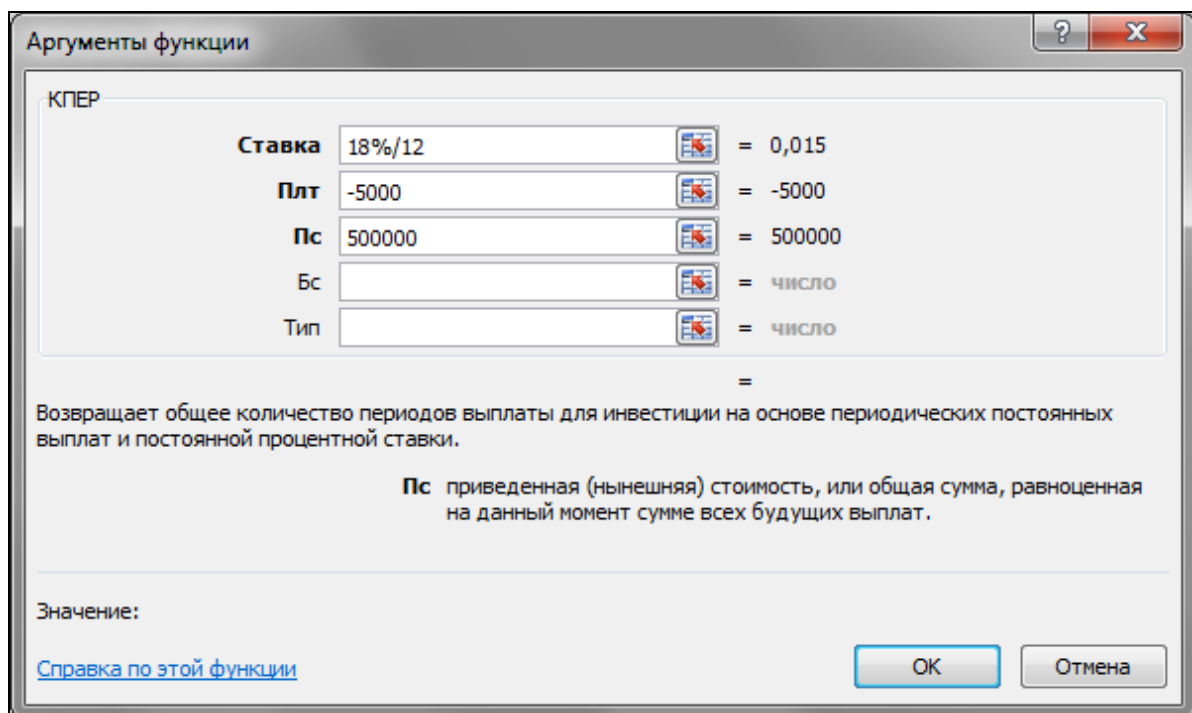 Аргументы функции
КПЕР
Ставка 18%/12 = 0,015
Плт -5000 = -5000
Пс 500000 = 500000
Бс = число
Тип = число
=
Возвращает общее количество периодов выплаты для инвестиции на основе периодических постоянных
выплат и постоянной процентной ставки.
Пс приведенная (нынешняя) стоимость, или общая сумма, равноценная
на данный момент сумме всех будущих выплат.
Значение:
Справка по этой функции
ОК Отмена